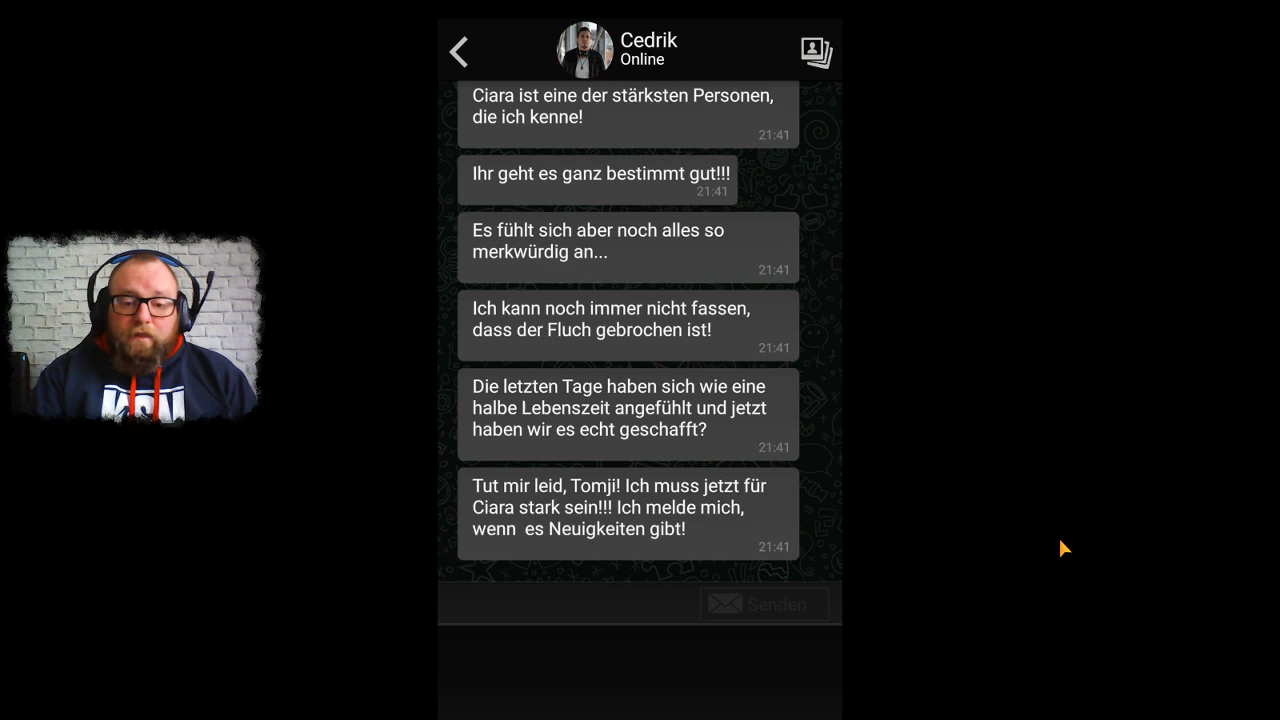 Cedrik
Online
Ciara ist eine der stärksten Personen,
die ich kenne!
21:41
Ihr geht es ganz bestimmt gut!!!
21:41
Es fühlt sich aber noch alles so
merkwürdig an...
21:41
Ich kann noch immer nicht fassen,
dass der Fluch gebrochen ist!
21:41
Die letzten Tage haben sich wie eine
halbe Lebenszeit angefühlt und jetzt
haben wir es echt geschafft?
21:41
Tut mir leid, Tomji! Ich muss jetzt für
Ciara stark sein!!! Ich melde mich,
wenn  es Neuigkeiten gibt!
21:41
Senden